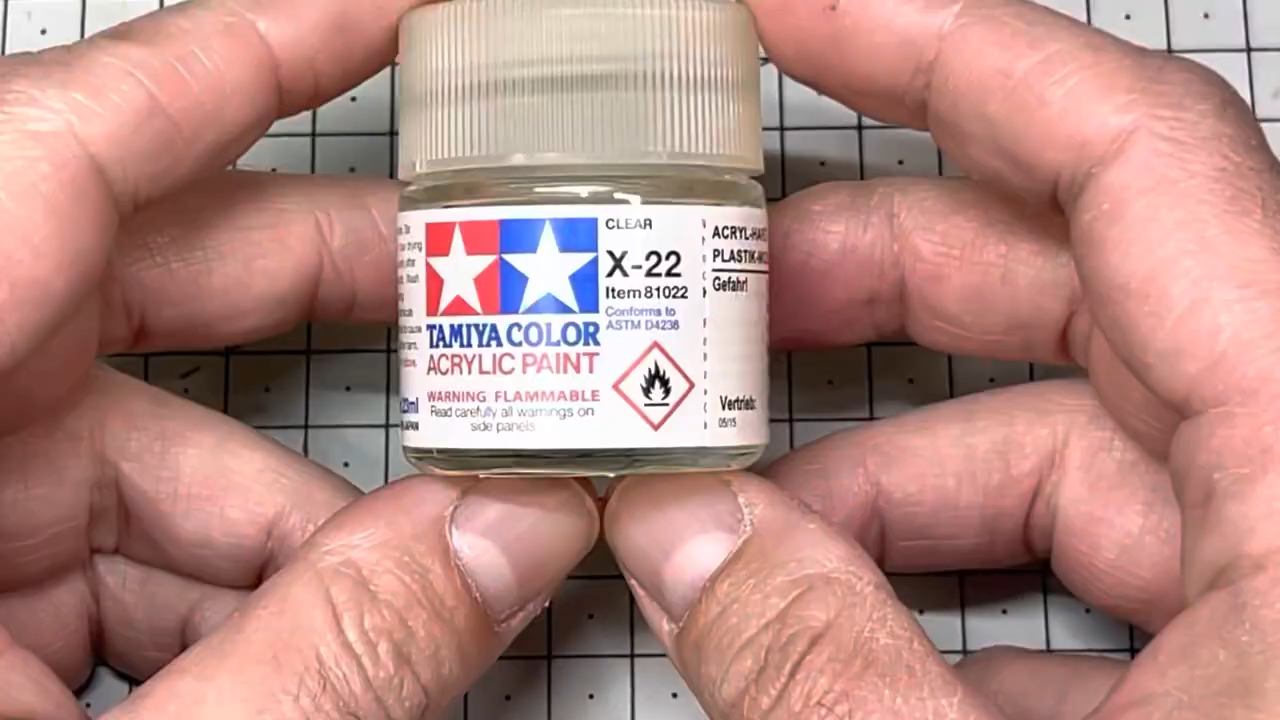 CLEAR
X-22
Item 81022
Conforms to
ASTM D4236
TAMIYA COLOR
ACRYLIC PAINT
WARNING FLAMMABLE
Read carefully all warnings on
side panels
ACRYL-
PLASTIK-
Gefahr!
Vertrieb:
05/15